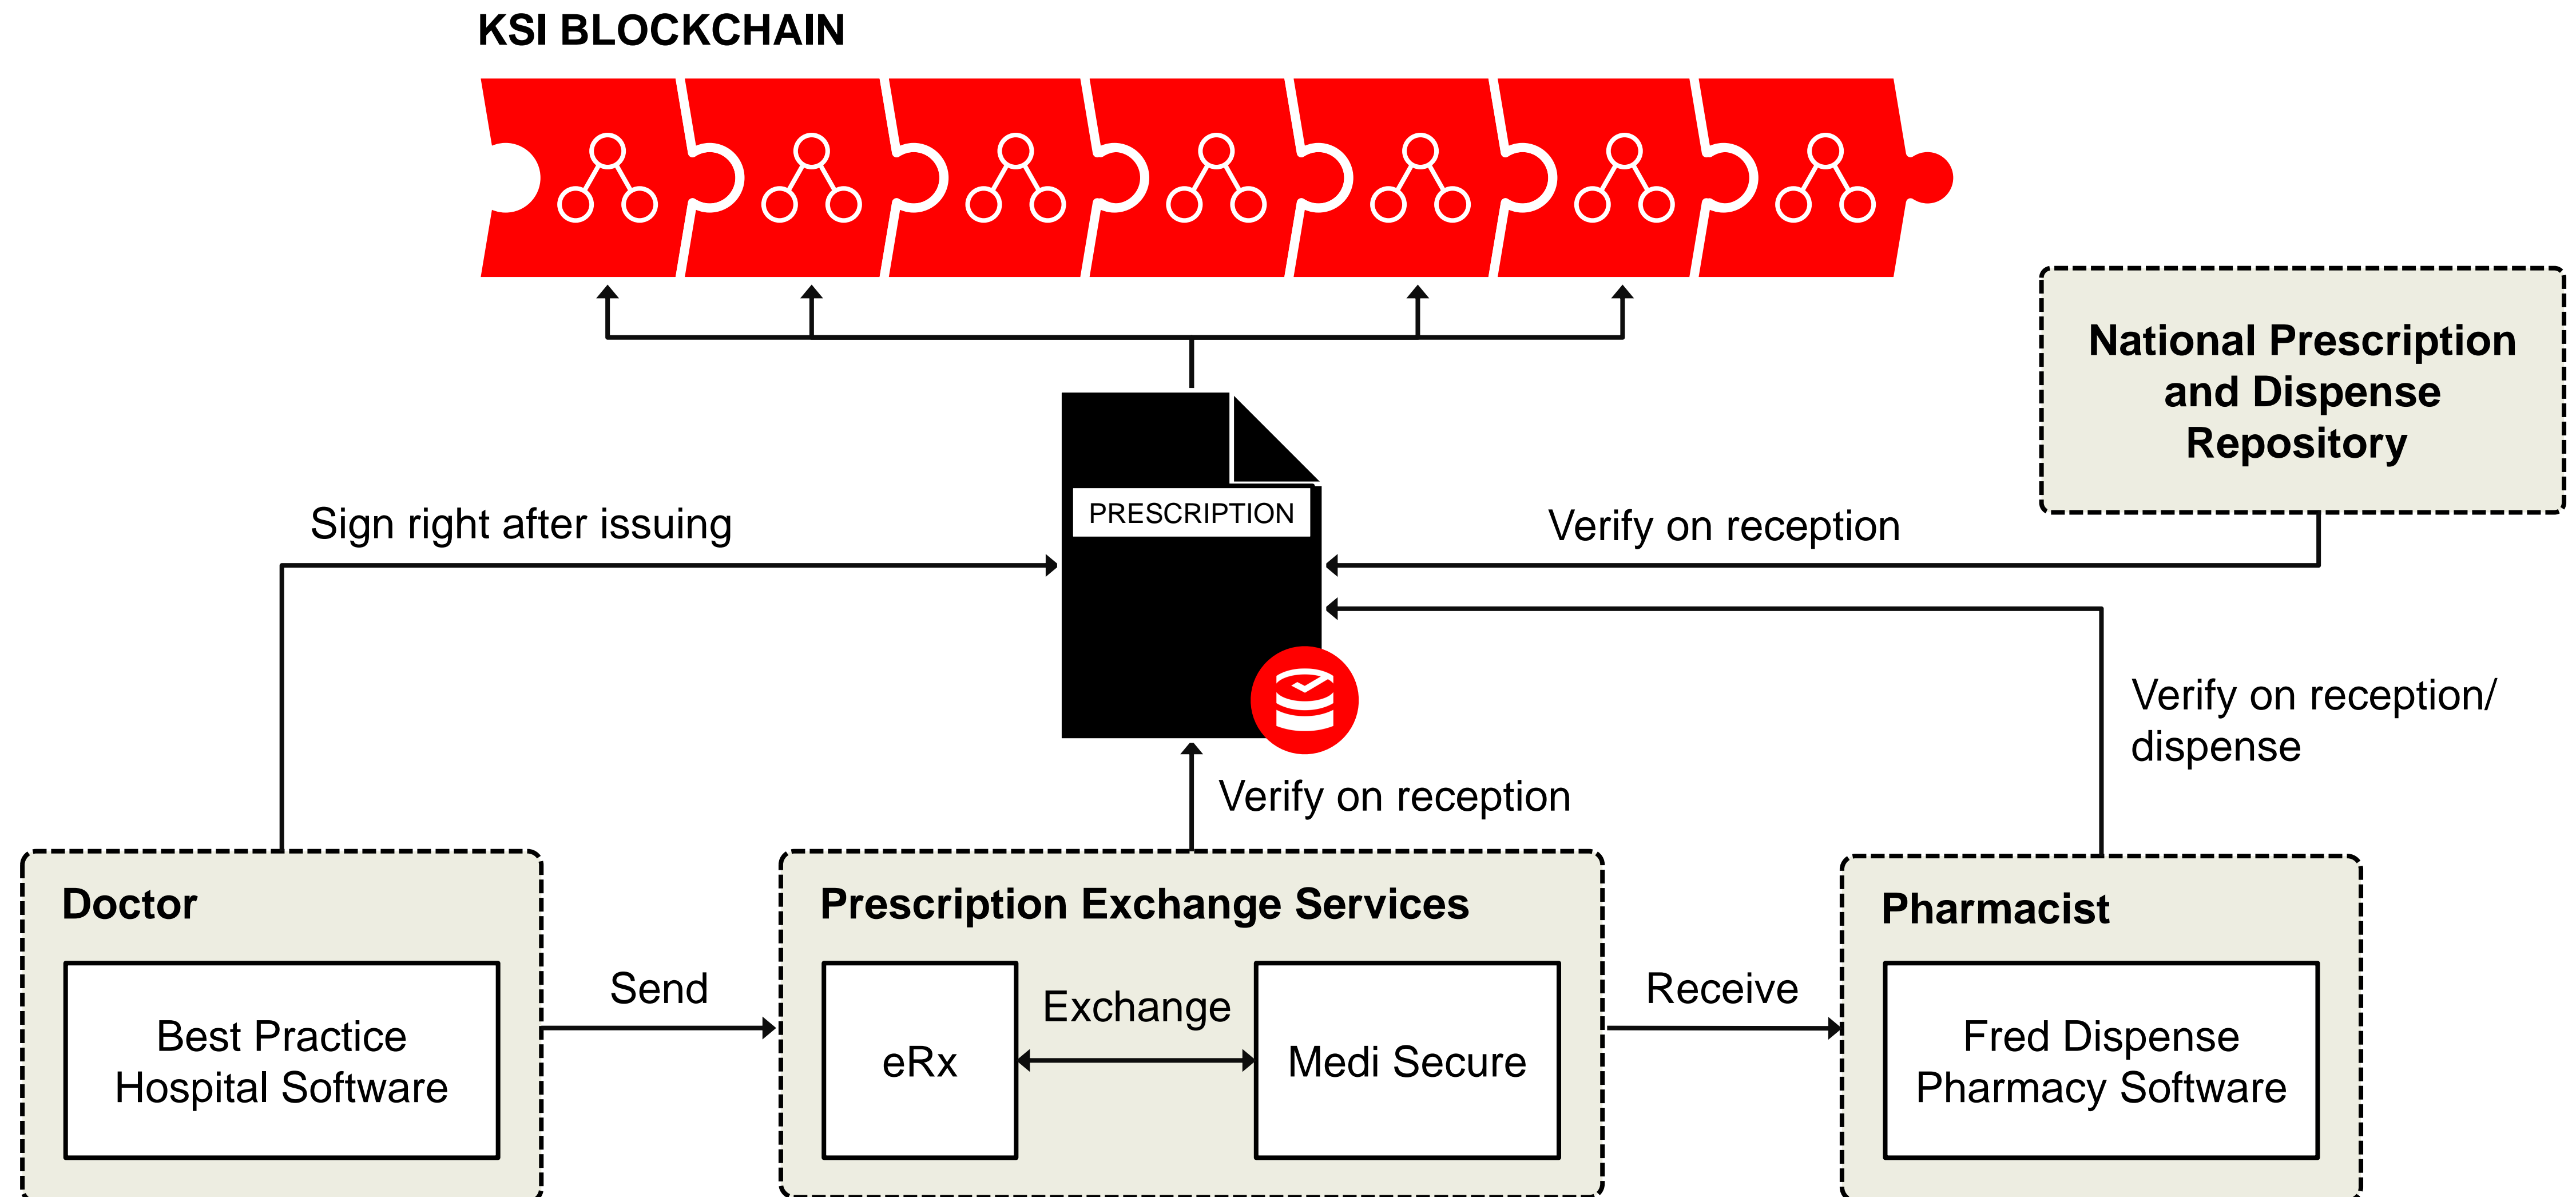 KSI BLOCKCHAIN
National Prescription
and Dispense
Repository
PRESCRIPTION
Sign right after issuing
Verify on reception
Verify on reception/
dispense
Verify on reception
Doctor
Best Practice
Hospital Software
Send
Prescription Exchange Services
eRx
Exchange
Medi Secure
Receive
Pharmacist
Fred Dispense
Pharmacy Software